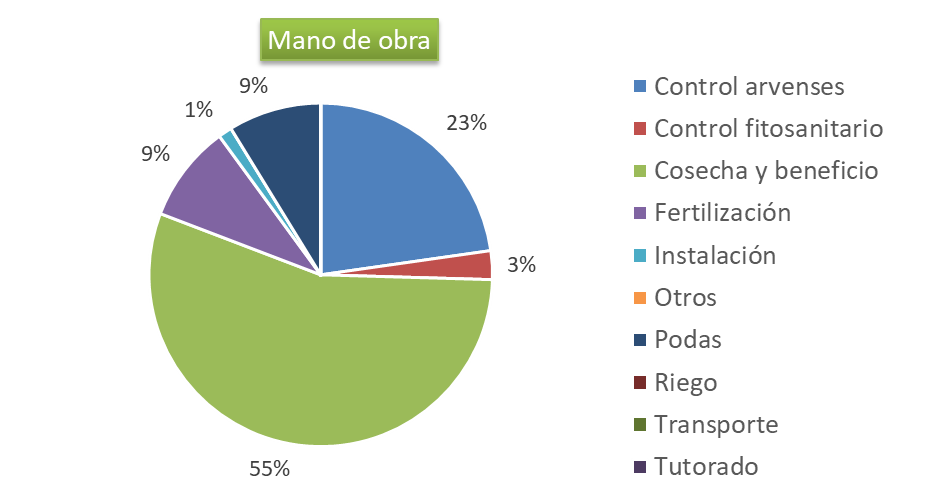 Mano de obra
9%
1%
23%
9%
3%
55%
Control arvenses
Control fitosanitario
Cosecha y beneficio
Fertilización
Instalación
Otros
Podas
Riego
Transporte
Tutorado